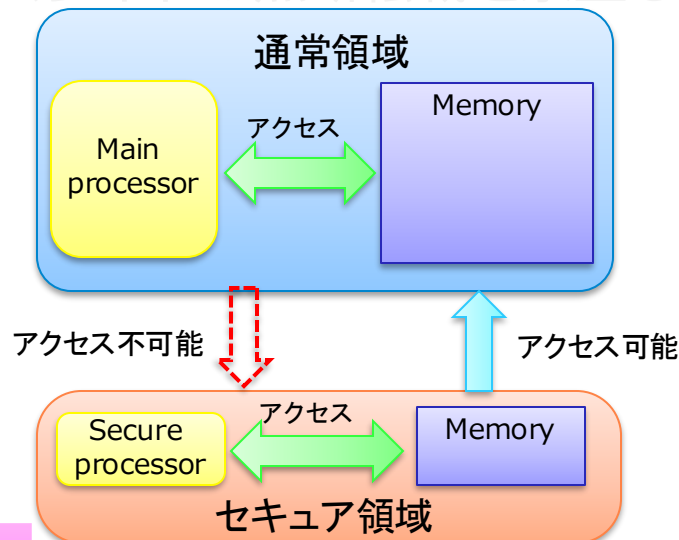 通常領域
Main
processor
アクセス
Memory
アクセス不可能
アクセス可能
Secure
processor
アクセス
Memory
セキュア領域